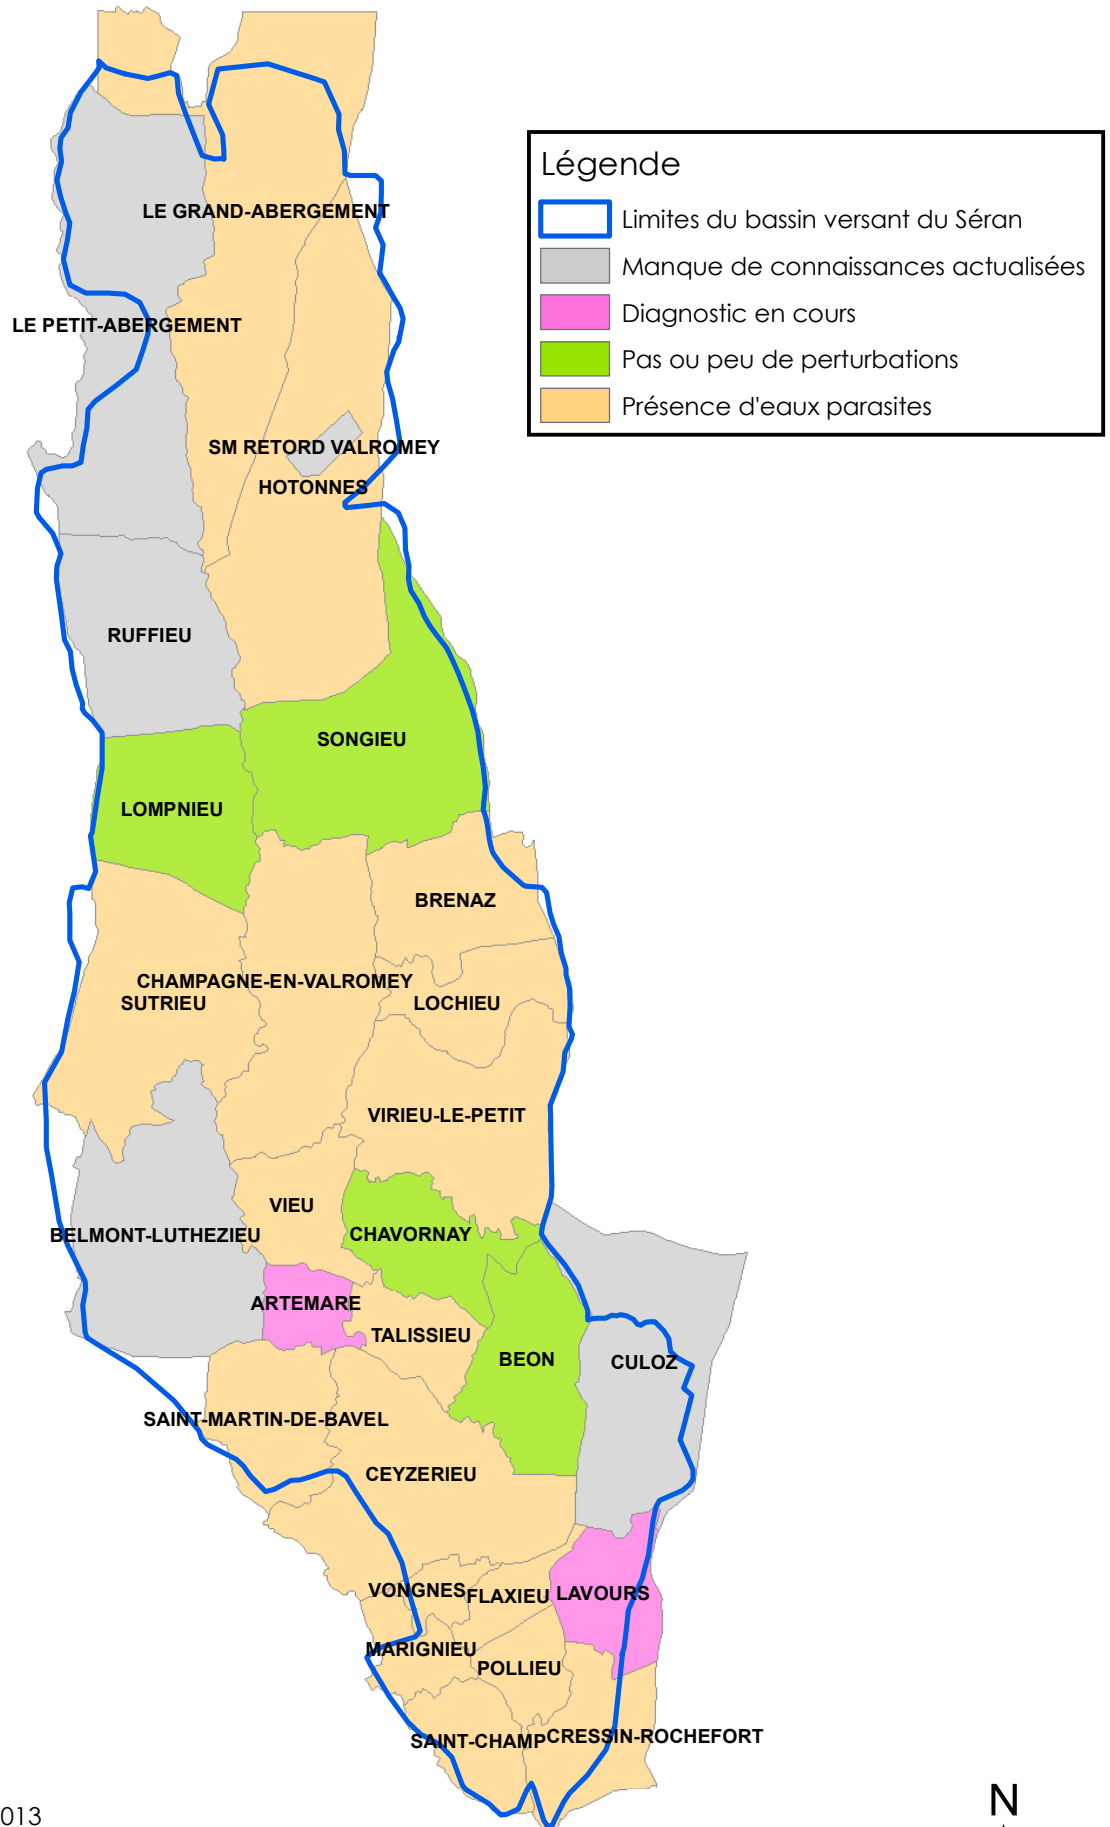 Légende
Limites du bassin versant du Séran
Manque de connaissances actualisées
Diagnostic en cours
Pas ou peu de perturbations
Présence d'eaux parasites
LE GRAND-ABERGEMENT
LE PETIT-ABERGEMENT
SM RETORD VALROMEY
HOTONNES
RUFFIEU
SONGIEU
LOMPNIEU
BRENAZ
CHAMPAGNE-EN-VALROMEY
SUTRIEU
LOCHIEU
VIRIEU-LE-PETIT
VIEU
BELMONT-LUTHEZIEU
CHAVORNAY
ARTEMARE
TALISSIEU
BEON
CULOZ
SAINT-MARTIN-DE-BAVEL
CEYZERIEU
VONGNES
FLAXIEU
LAVOURS
MARIGNIEU
POLLIEU
SAINT-CHAMP
CRESSIN-ROCHEFORT
N
013